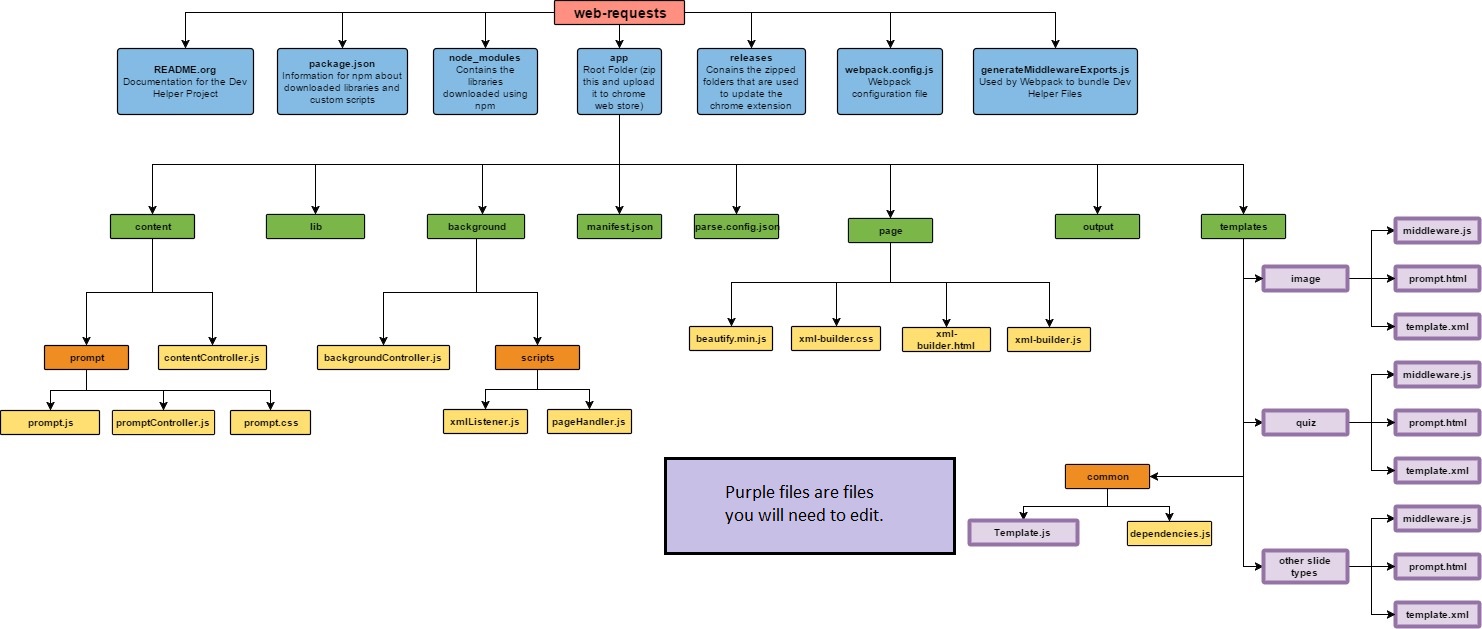 web-requests
README.org
Documentation for the Dev
Helper Project
package.json
Information for npm about
downloaded libraries and
custom scripts
node_modules
Contains the
libraries
downloaded using
npm
app
Root Folder (zip
this and upload
it to chrome
web store)
releases
Conains the zipped
folders that are used
to update the
chrome extension
webpack.config.js
Webpack
configuration file
generateMiddlewareExports.js
Used by Webpack to bundle Dev
Helper Files
content
lib
background
manifest.json
parse.config.json
page
output
templates
middleware.js
image
prompt.html
template.xml
beautify.min.js
xml-builder.css
xml-
builder.html
xml-builder.js
prompt
contentController.js
backgroundController.js
scripts
prompt.js
promptController.js
prompt.css
xmlListener.js
pageHandler.js
middleware.js
quiz
prompt.html
template.xml
Purple files are files
you will need to edit.
common
Template.js
dependencies.js
middleware.js
other slide
types
prompt.html
template.xml